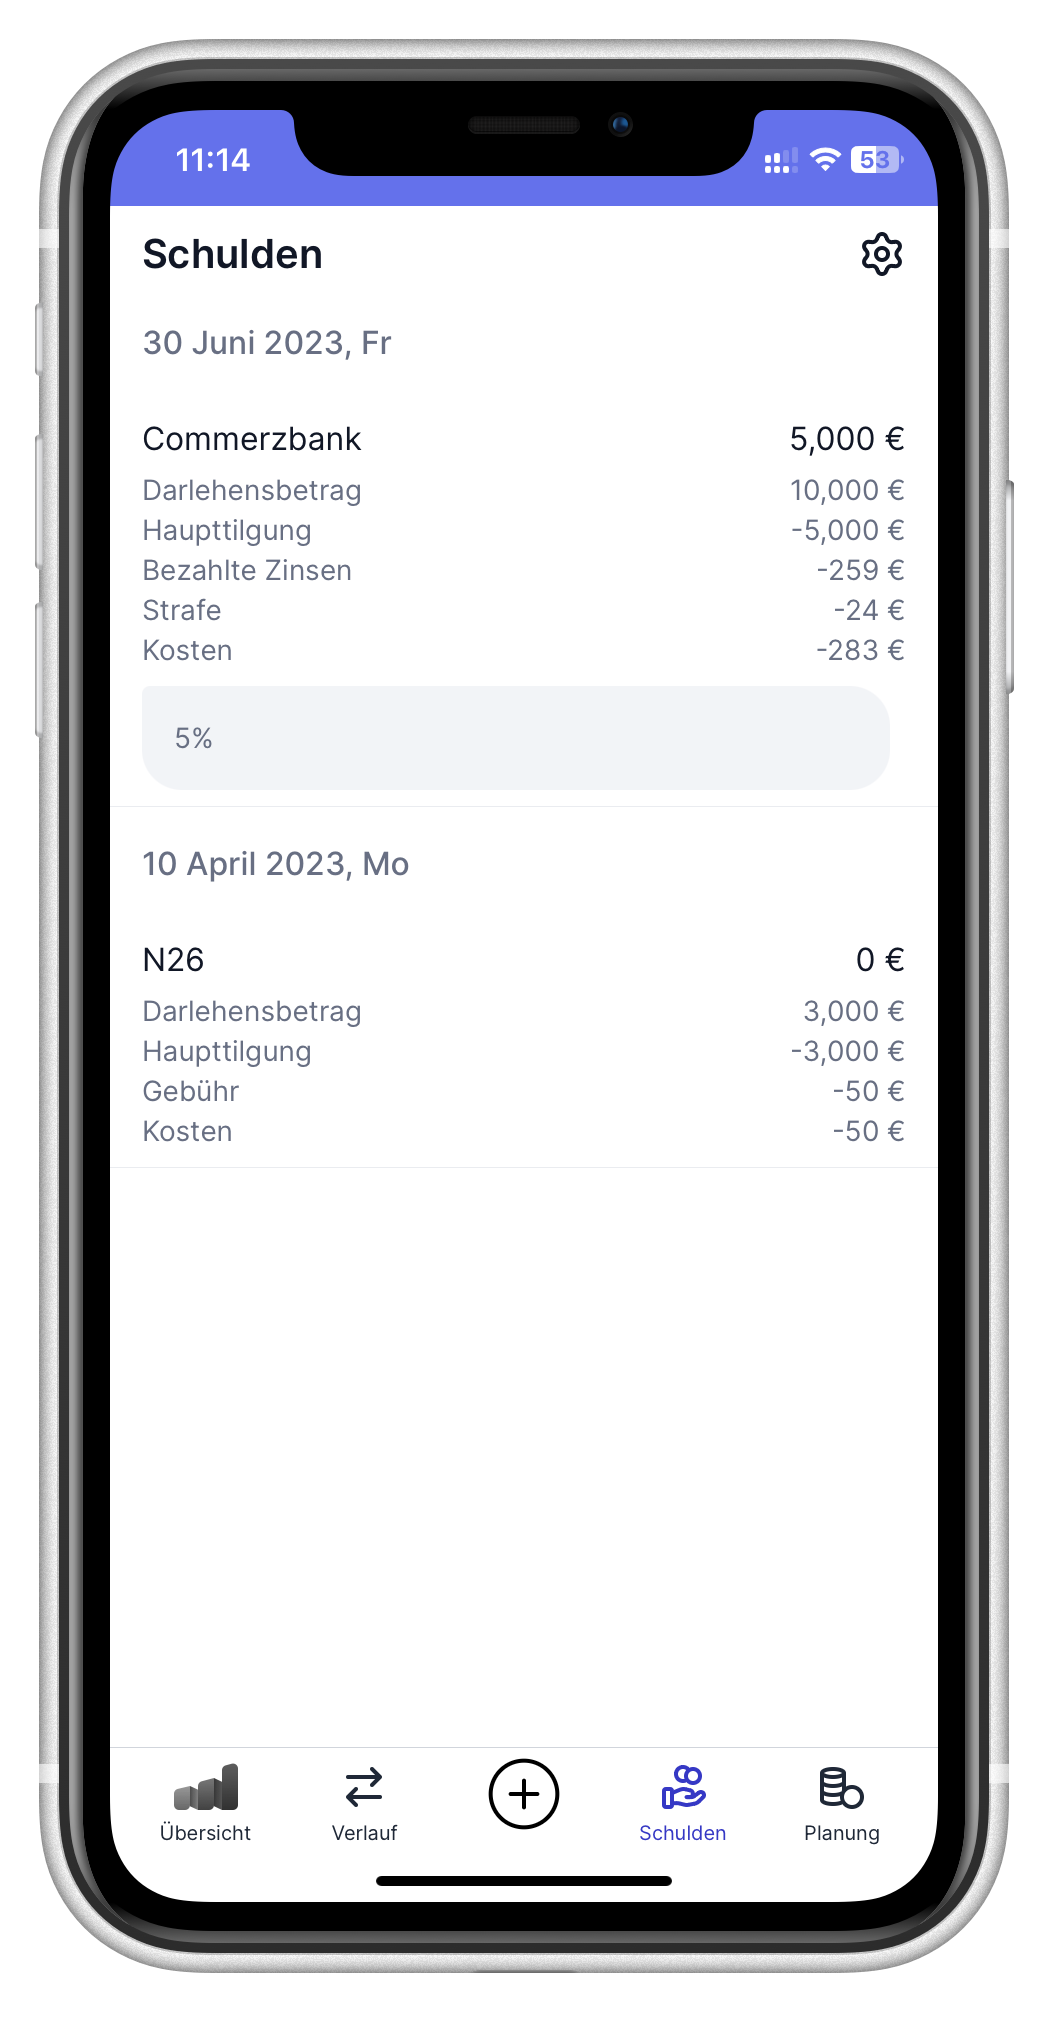 11:14
53
Schulden
30 Juni 2023, Fr
Commerzbank 5,000 €
Darlehensbetrag 10,000 €
Haupttilgung -5,000 €
Bezahlte Zinsen -259 €
Strafe -24 €
Kosten -283 €
5%
10 April 2023, Mo
N26 0 €
Darlehensbetrag 3,000 €
Haupttilgung -3,000 €
Gebühr -50 €
Kosten -50 €
Übersicht Verlauf Schulden Planung